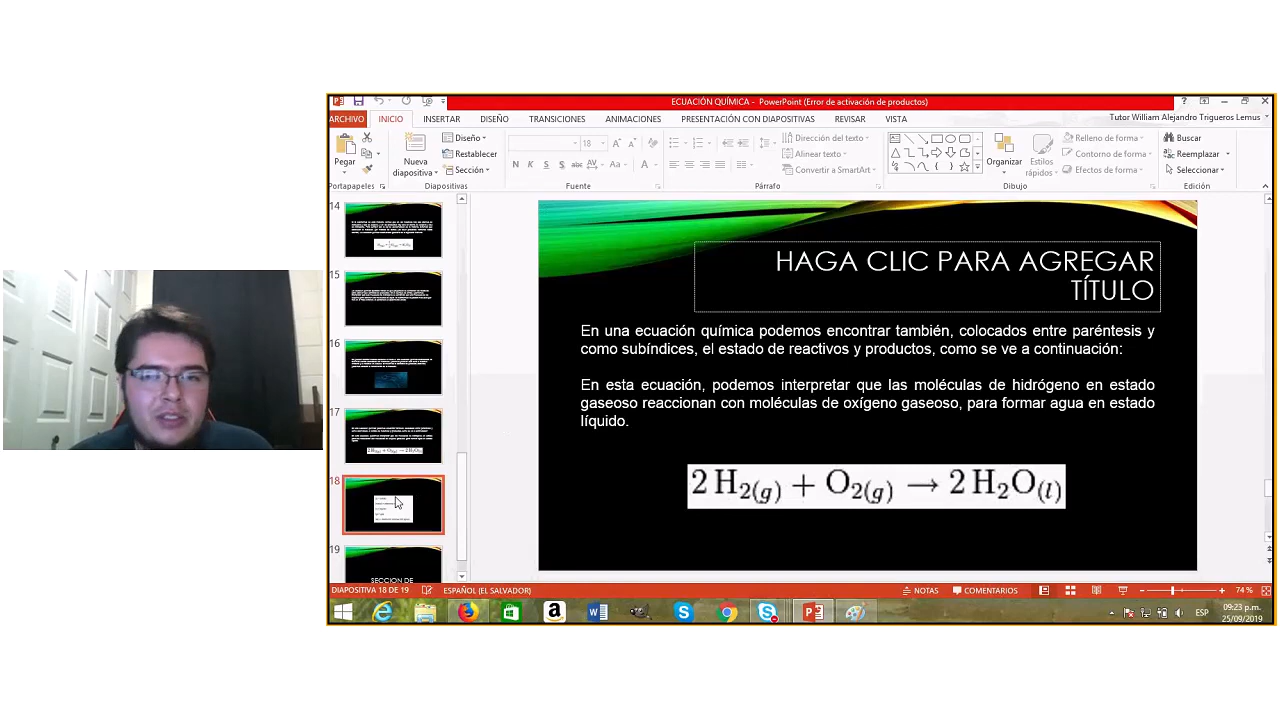 ECUACIÓN QUÍMICA - PowerPoint (Error de activación de productos)
ARCHIVO INICIO INSERTAR DISEÑO TRANSICIONES ANIMACIONES PRESENTACIÓN CON DIAPOSITIVAS REVISAR VISTA
Tutor William Alejandro Trigueros Lemus
Pegar
Portapapeles
Nueva
diapositiva
Diseño
Restablecer
Sección
Diapositivas
18
N K S S abc AV Aa A
Fuente
Dirección del texto
Alinear texto
Convertir a SmartArt
Párrafo
Organizar
Estilos
rápidos
Relleno de forma
Contorno de forma
Efectos de forma
Dibujo
Buscar
Reemplazar
Seleccionar
Edición
14
15
16
17
18
19
SECCION DE
HAGA CLIC PARA AGREGAR
TÍTULO
En una ecuación química podemos encontrar también, colocados entre paréntesis y
como subíndices, el estado de reactivos y productos, como se ve a continuación:
En esta ecuación, podemos interpretar que las moléculas de hidrógeno en estado
gaseoso reaccionan con moléculas de oxígeno gaseoso, para formar agua en estado
líquido.
2 H2(g) + O2(g) → 2 H2O(l)
DIAPOSITIVA 18 DE 19 ESPAÑOL (EL SALVADOR) NOTAS COMENTARIOS 74 %
ESP
09:23 p.m.
25/09/2019